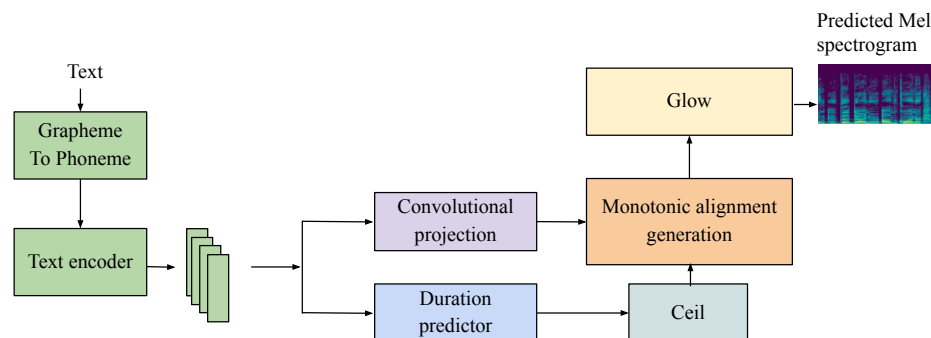 Predicted Mel
spectrogram
Text
Glow
Grapheme
To Phoneme
Convolutional
projection
Monotonic alignment
generation
Text encoder
Duration
predictor
Ceil